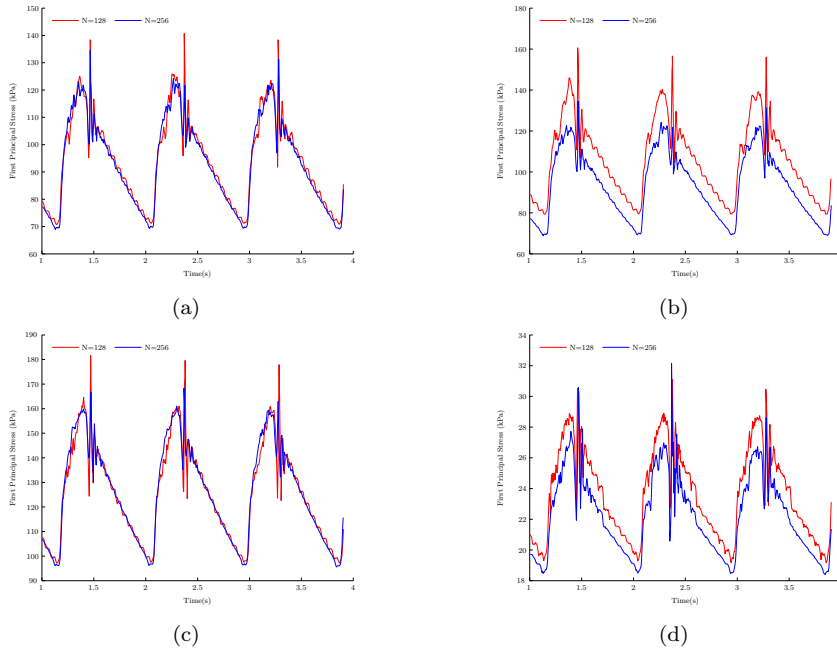 N=128 N=256
First Principal Stress (kPa)
150
140
130
120
110
100
90
80
70
60
1 1.5 2 2.5 3 3.5 4
Time(s)
(a)
N=128 N=256
First Principal Stress (kPa)
180
160
140
120
100
80
60
1 1.5 2 2.5 3 3.5
Time(s)
(b)
N=128 N=256
First Principal Stress (kPa)
190
180
170
160
150
140
130
120
110
100
90
1 1.5 2 2.5 3 3.5 4
Time(s)
(c)
N=128 N=256
First Principal Stress (kPa)
34
32
30
28
26
24
22
20
18
1 1.5 2 2.5 3 3.5
Time(s)
(d)